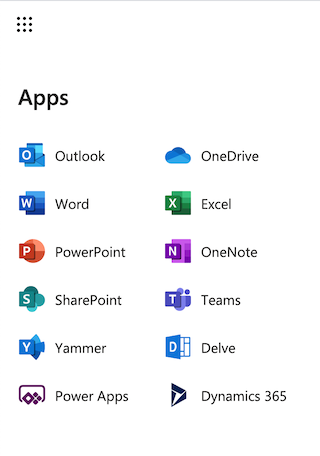 Apps
Outlook
OneDrive
Word
Excel
PowerPoint
OneNote
SharePoint
Teams
Yammer
Delve
Power Apps
Dynamics 365